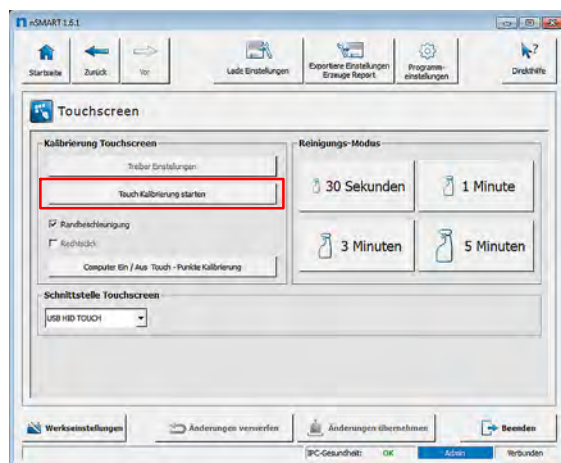 nSMART 1.6.1
Startseite Zurück Vor Lade Einstellungen Exportiere Einstellungen Programm- Direkthilfe
Erzeuge Report einstellungen
Touchscreen
Kalibrierung Touchscreen
Treiber Einstellungen
Touch Kalibrierung starten
Randbeschleunigung
Rechtsklick
Computer Ein / Aus Touch - Punkte Kalibrierung
Reinigungs-Modus
30 Sekunden 1 Minute
3 Minuten 5 Minuten
Schnittstelle Touchscreen
USB HID TOUCH
Werkseinstellungen Änderungen verwerfen Änderungen übernehmen Beenden
IPC-Gesundheit: OK Admin Verbunden